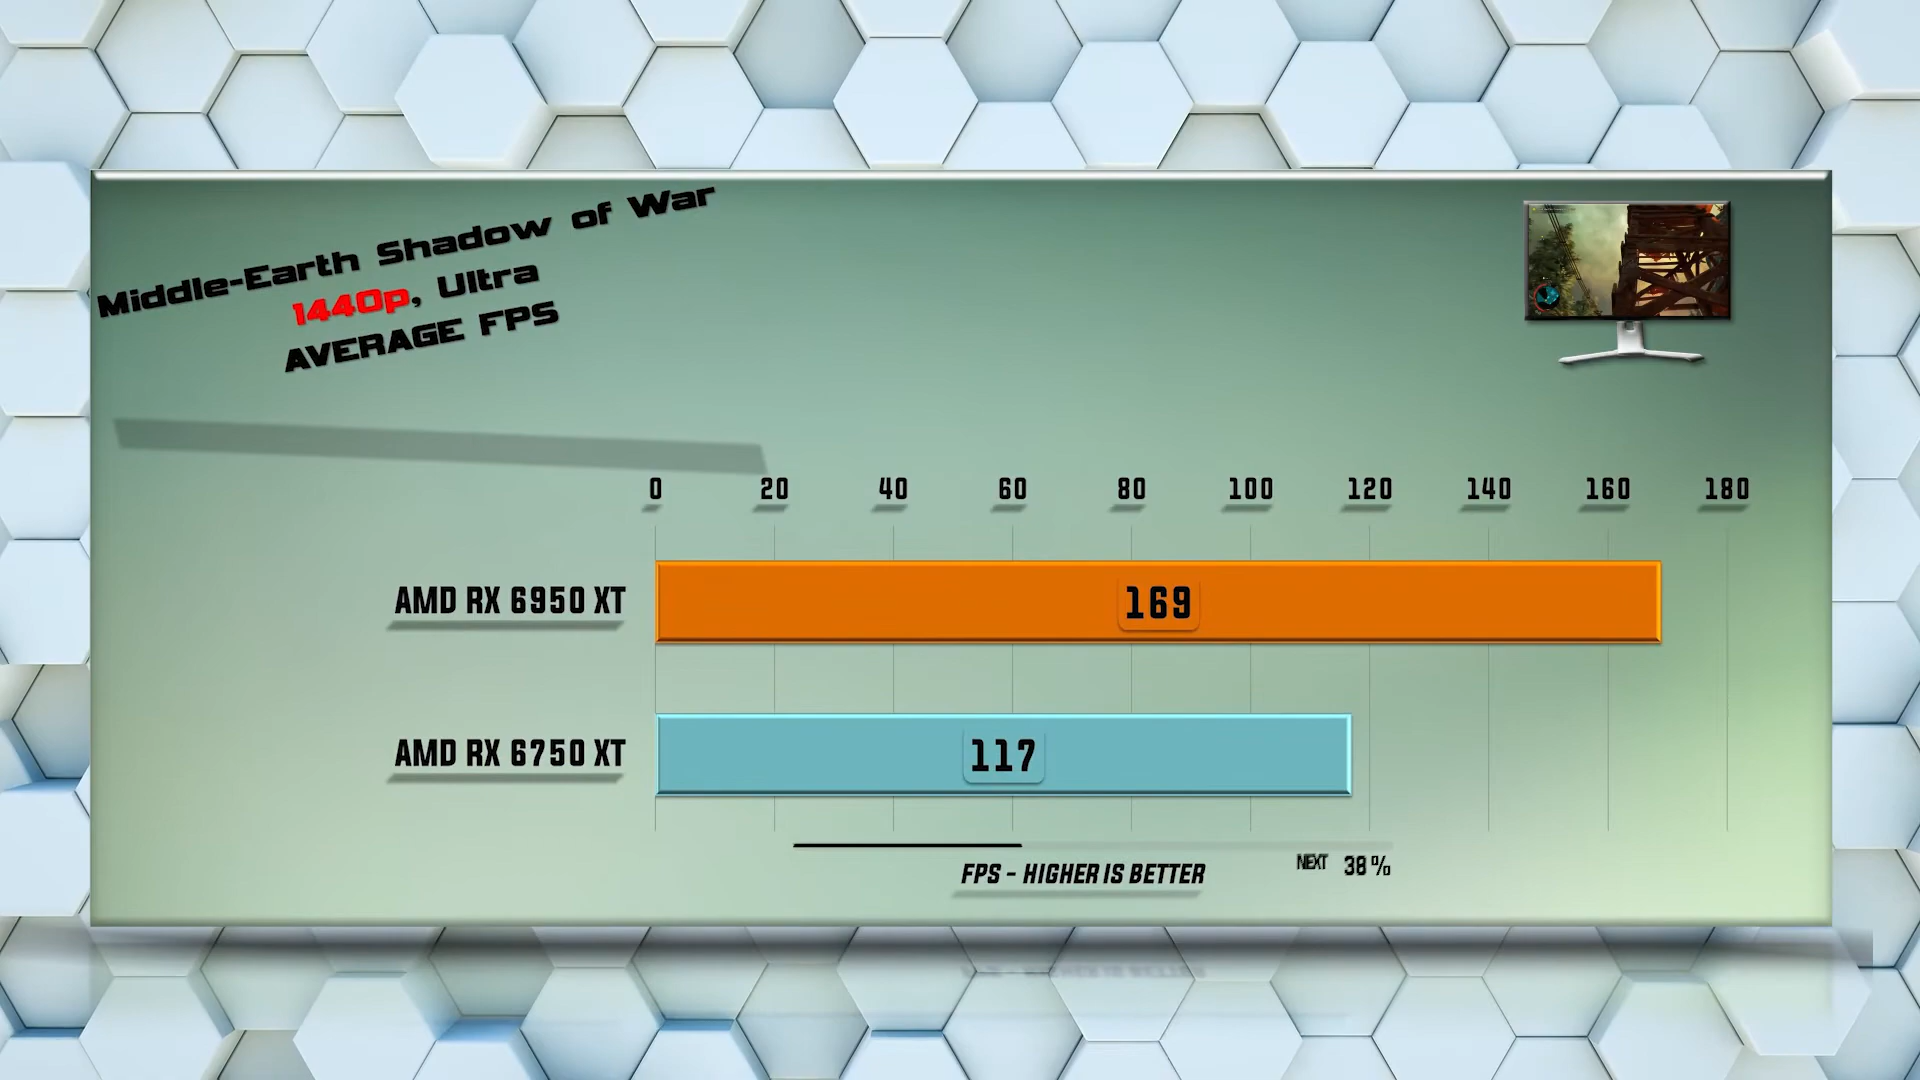 Middle-Earth Shadow of War
1440p, Ultra
AVERAGE FPS
0 20 40 60 80 100 120 140 160 180
AMD RX 6950 XT 169
AMD RX 6750 XT 117
FPS - HIGHER IS BETTER
NEXT 38%